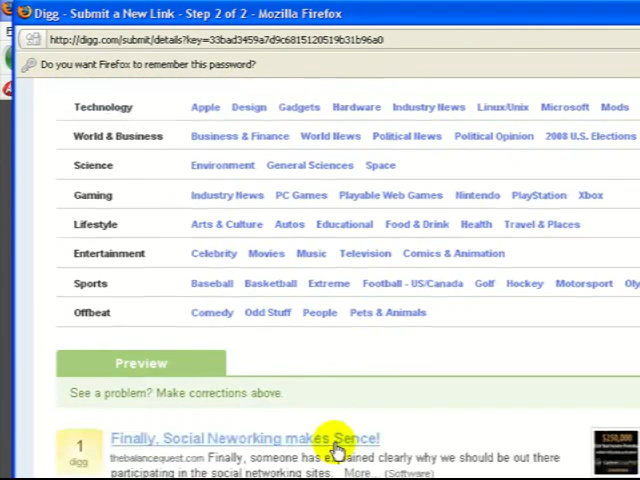 Digg - Submit a New Link - Step 2 of 2 - Mozilla Firefox
http://digg.com/submit/details?key=33bad3459a7d9c6815120519b31b96a0
Do you want Firefox to remember this password?
Technology Apple Design Gadgets Hardware Industry News Linux/Unix Microsoft Mods
World & Business Business & Finance World News Political News Political Opinion 2008 U.S. Elections
Science Environment General Sciences Space
Gaming Industry News PC Games Playable Web Games Nintendo PlayStation Xbox
Lifestyle Arts & Culture Autos Educational Food & Drink Health Travel & Places
Entertainment Celebrity Movies Music Television Comics & Animation
Sports Baseball Basketball Extreme Football - US/Canada Golf Hockey Motorsport Oly
Offbeat Comedy Odd Stuff People Pets & Animals
Preview
See a problem? Make corrections above.
1
digg
Finally, Social Neworking makes Sence!
thebalancequest.com Finally, someone has explained clearly why we should be out there
participating in the social networking sites. More... (Software)
$250,000